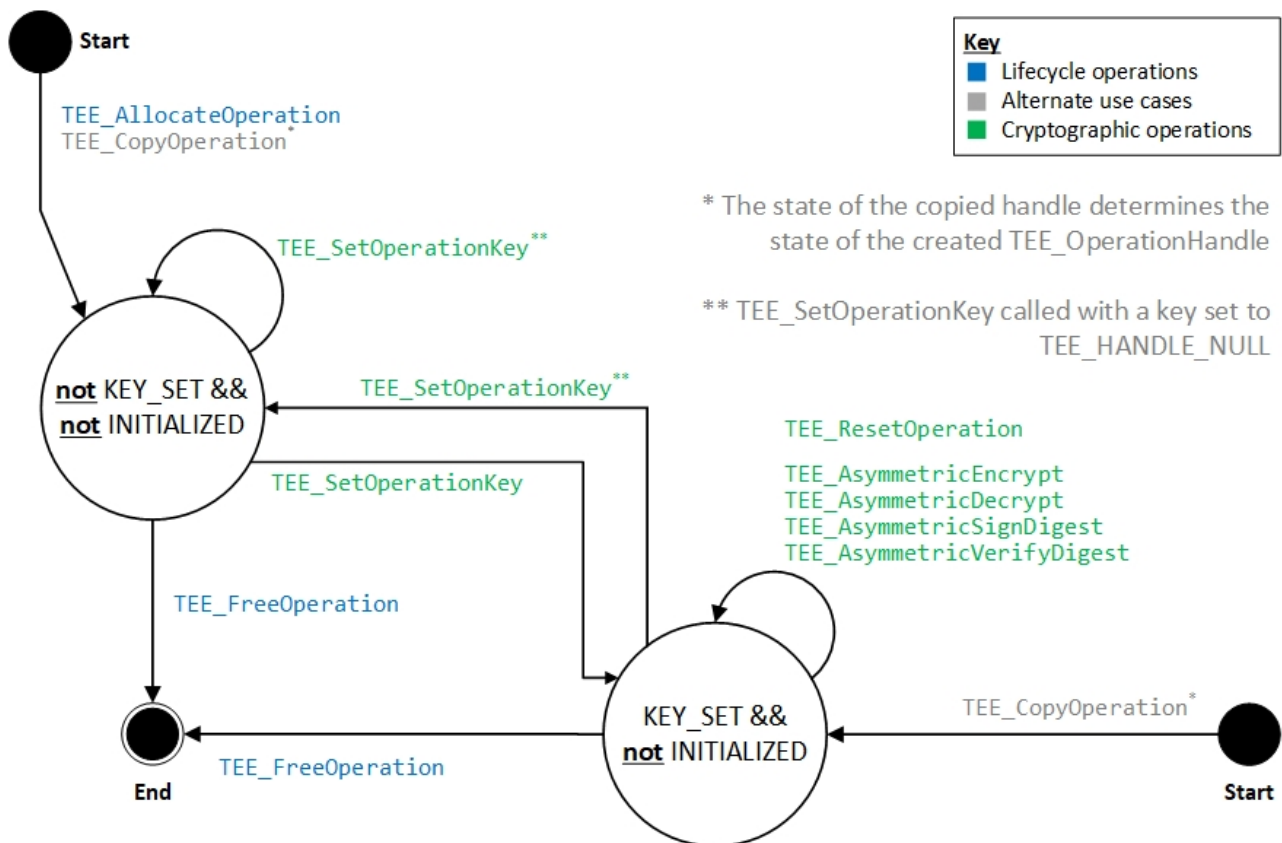 Start
Key
Lifecycle operations
Alternate use cases
Cryptographic operations
TEE_AllocateOperation
TEE_CopyOperation*
* The state of the copied handle determines the
state of the created TEE_OperationHandle
TEE_SetOperationKey**
** TEE_SetOperationKey called with a key set to
TEE_HANDLE_NULL
not KEY_SET &&
not INITIALIZED
TEE_SetOperationKey**
TEE_SetOperationKey
TEE_ResetOperation
TEE_AsymmetricEncrypt
TEE_AsymmetricDecrypt
TEE_AsymmetricSignDigest
TEE_AsymmetricVerifyDigest
TEE_FreeOperation
KEY_SET &&
not INITIALIZED
TEE_CopyOperation*
TEE_FreeOperation
End
Start